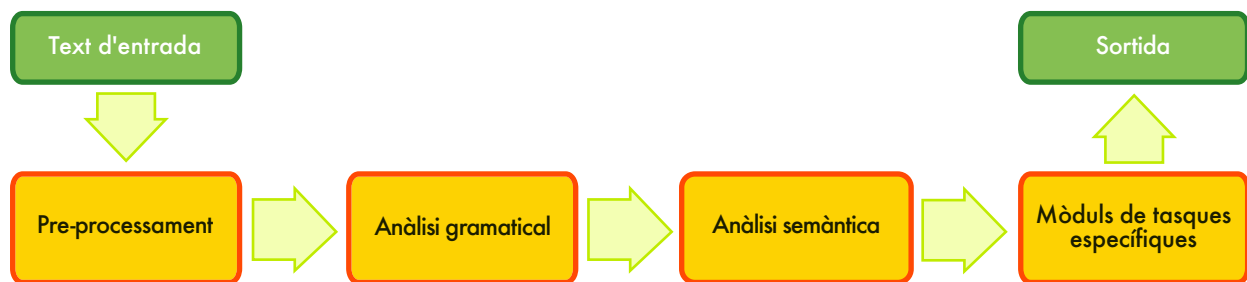 Text d'entrada
Sortida
Pre-processament
Anàlisi gramatical
Anàlisi semàntica
Mòduls de tasques
específiques